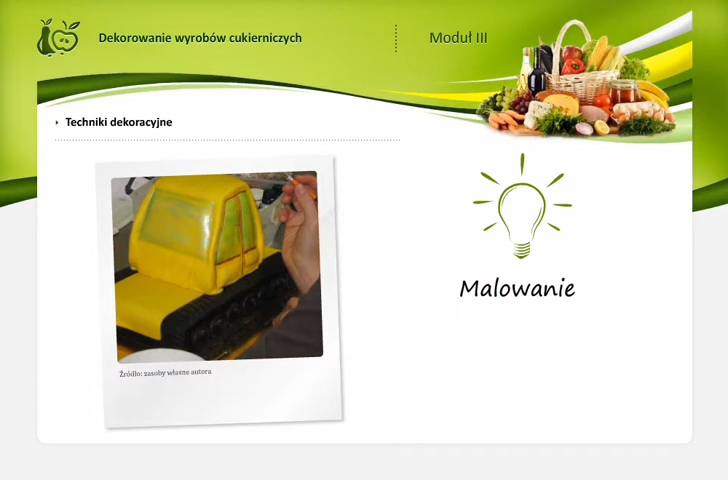 Dekorowanie wyrobów cukierniczych
Moduł III
Techniki dekoracyjne
Malowanie
Źródło: zasoby własne autora